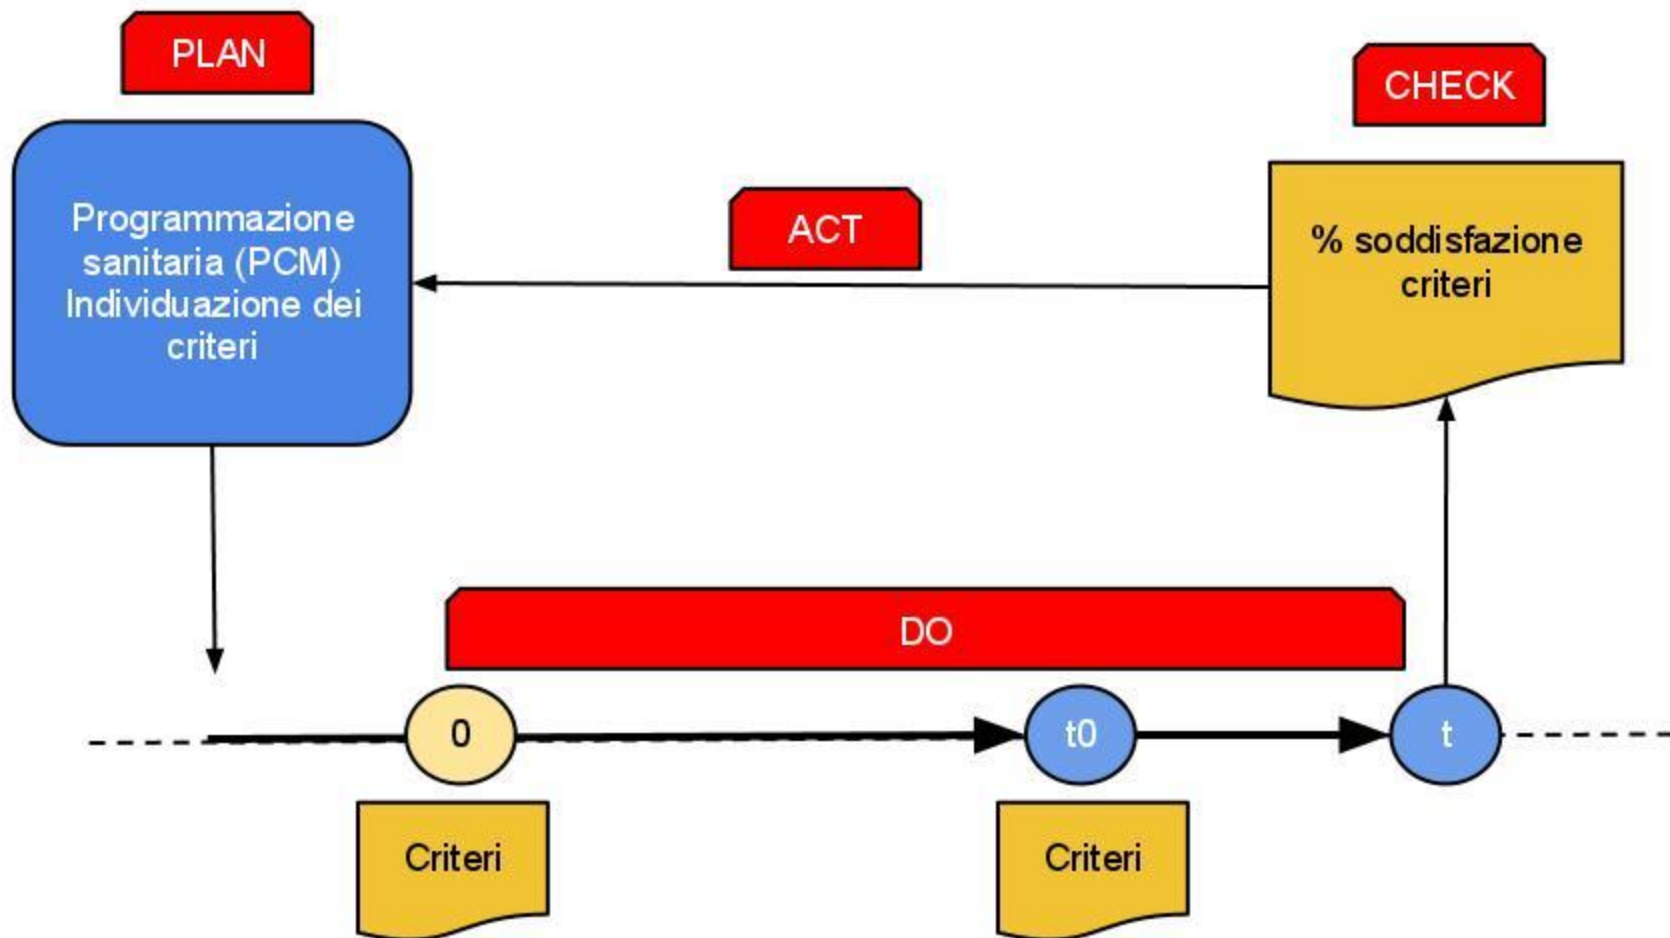 PLAN
CHECK
Programmazione
sanitaria (PCM)
Individuazione dei
criteri
ACT
% soddisfazione
criteri
DO
0
t0
t
Criteri
Criteri